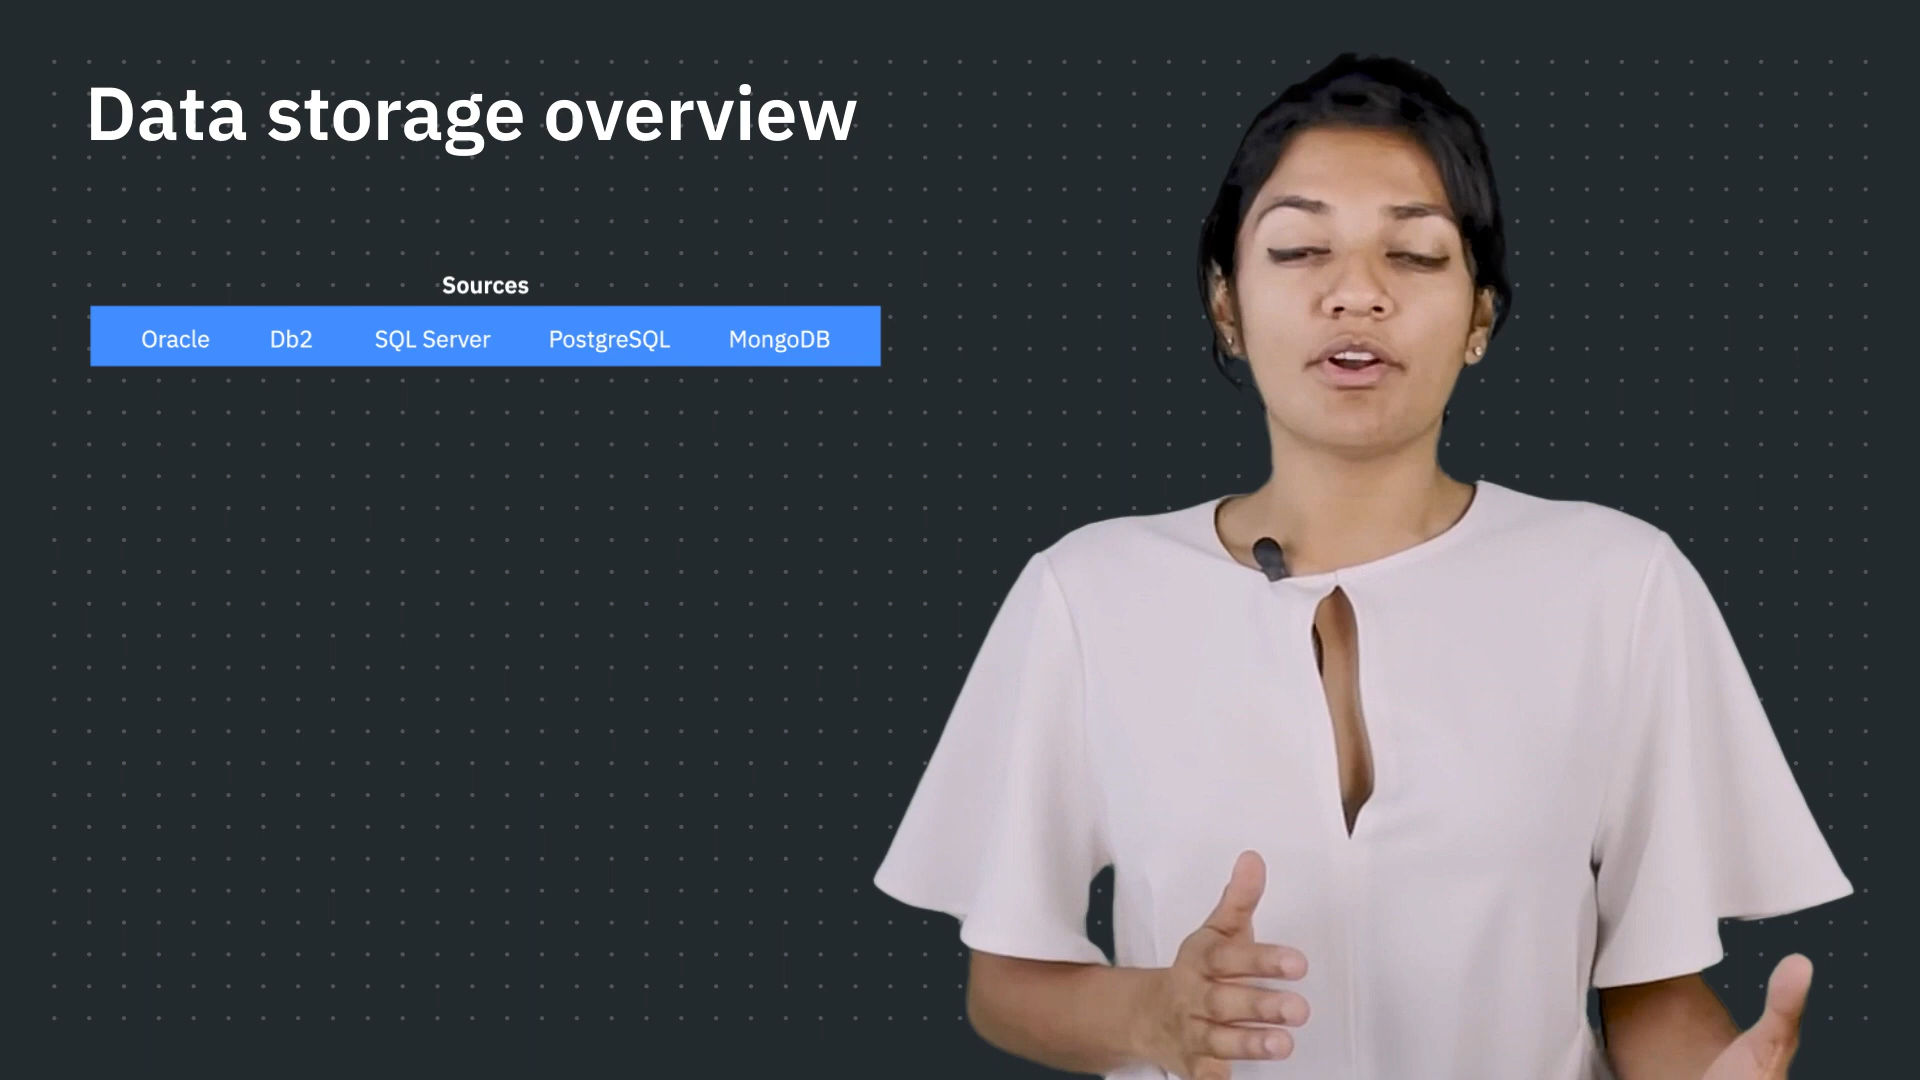 Data storage overview
Sources
Oracle Db2 SQL Server PostgreSQL MongoDB